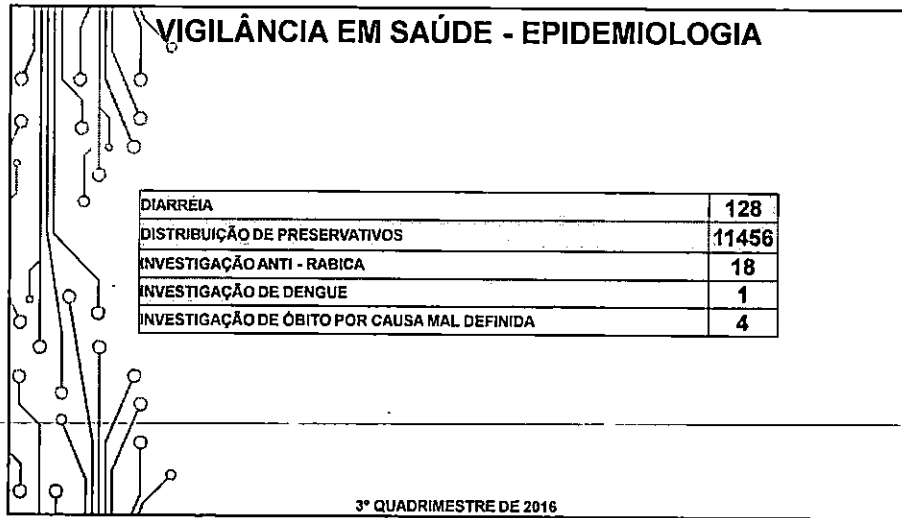 VIGILÂNCIA EM SAÚDE - EPIDEMIOLOGIA
DIARRÉIA 128
DISTRIBUIÇÃO DE PRESERVATIVOS 11456
INVESTIGAÇÃO ANTI - RABICA 18
INVESTIGAÇÃO DE DENGUE 1
INVESTIGAÇÃO DE ÓBITO POR CAUSA MAL DEFINIDA 4
3º QUADRIMESTRE DE 2016